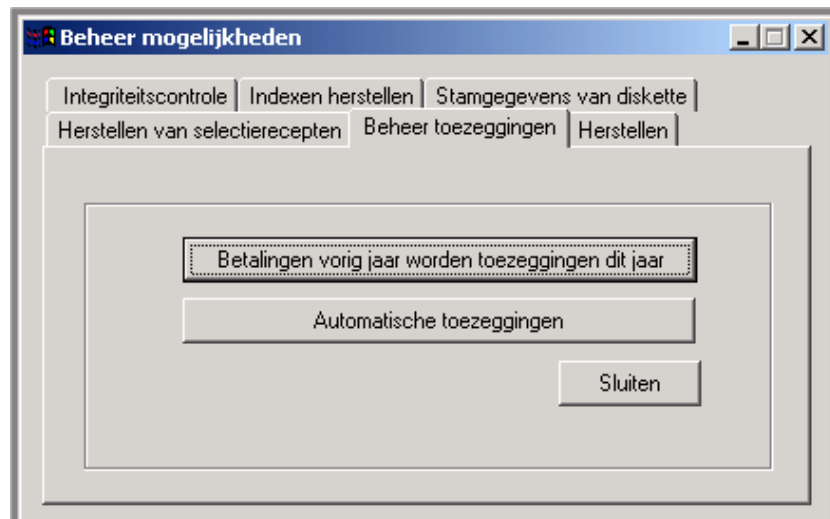 Beheer mogelijkheden
Integriteitscontrole Indexen herstellen Stamgegevens van diskette
Herstellen van selectierecepten Beheer toezeggingen Herstellen
Betalingen vorig jaar worden toezeggingen dit jaar
Automatische toezeggingen
Sluiten